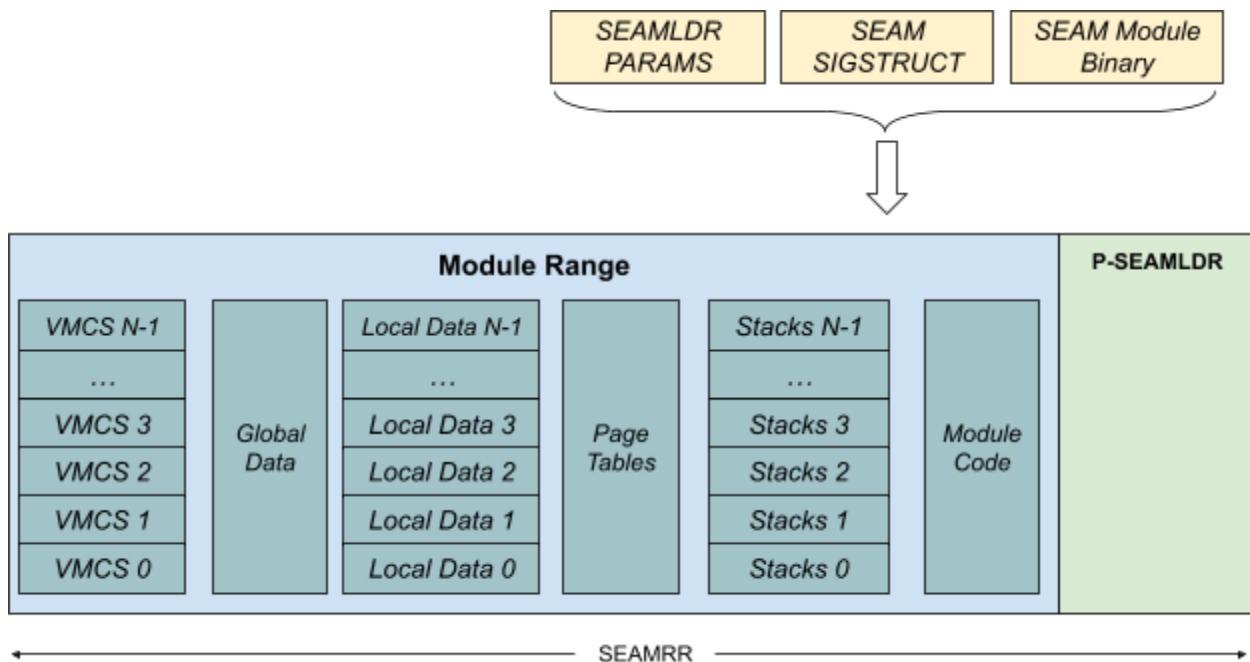 SEAMLDR
PARAMS
SEAM
SIGSTRUCT
SEAM Module
Binary
Module Range
P-SEAMLDR
VMCS N-1
…
VMCS 3
VMCS 2
VMCS 1
VMCS 0
Global
Data
Local Data N-1
…
Local Data 3
Local Data 2
Local Data 1
Local Data 0
Page
Tables
Stacks N-1
…
Stacks 3
Stacks 2
Stacks 1
Stacks 0
Module
Code
SEAMRR